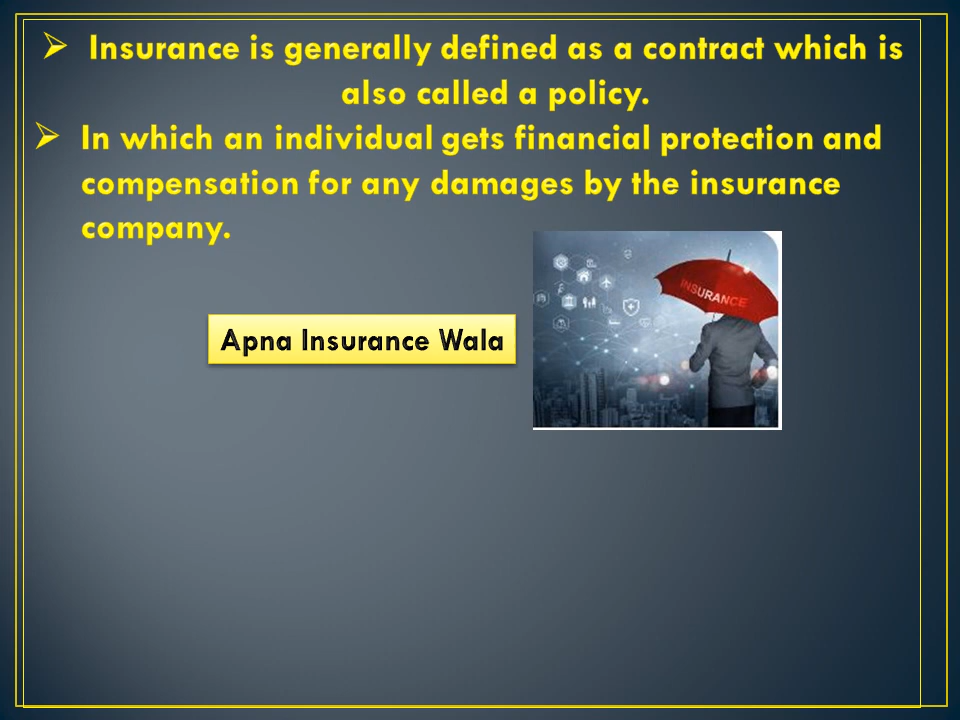 ➢ Insurance is generally defined as a contract which is
also called a policy.
➢ In which an individual gets financial protection and
compensation for any damages by the insurance
company.
INSURANCE
Apna Insurance Wala